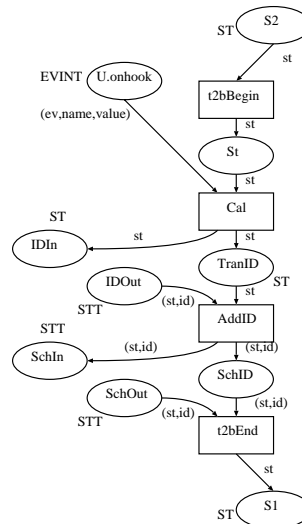 S2
ST
st
EVINT
U.onhook
t2bBegin
(ev,name,value)
st
St
st
Cal
ST
st
st
IDIn
TranID
ST
IDOut
st
(st,id)
STT
AddID
STT
(st,id)
(st,id)
SchIn
SchID
SchOut
(st,id)
(st,id)
STT
t2bEnd
st
S1
ST